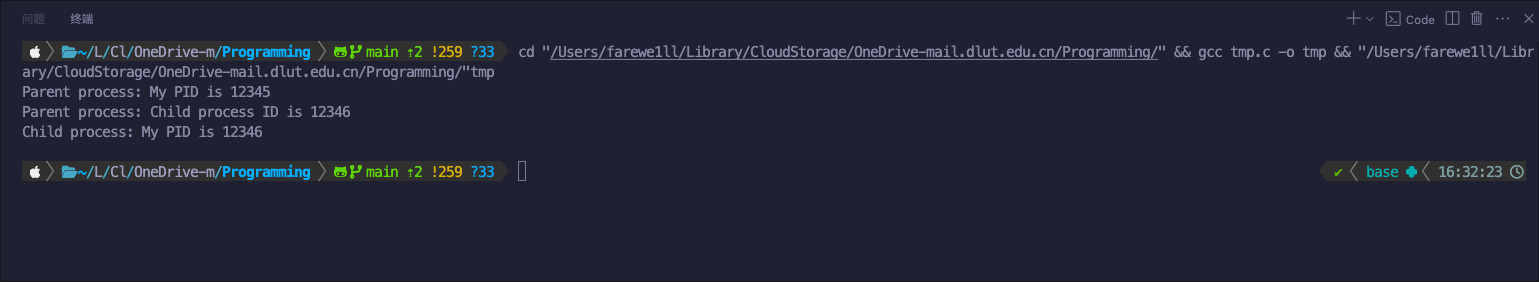 问题 终端 Code
~/L/Cl/OneDrive-m/Programming main ↑2 !259 ?33 cd "/Users/farewe1ll/Library/CloudStorage/OneDrive-mail.dlut.edu.cn/Programming/" && gcc tmp.c -o tmp && "/Users/farewe1ll/Libr
ary/CloudStorage/OneDrive-mail.dlut.edu.cn/Programming/"tmp
Parent process: My PID is 12345
Parent process: Child process ID is 12346
Child process: My PID is 12346
~/L/Cl/OneDrive-m/Programming main ↑2 !259 ?33 ✔ base 16:32:23